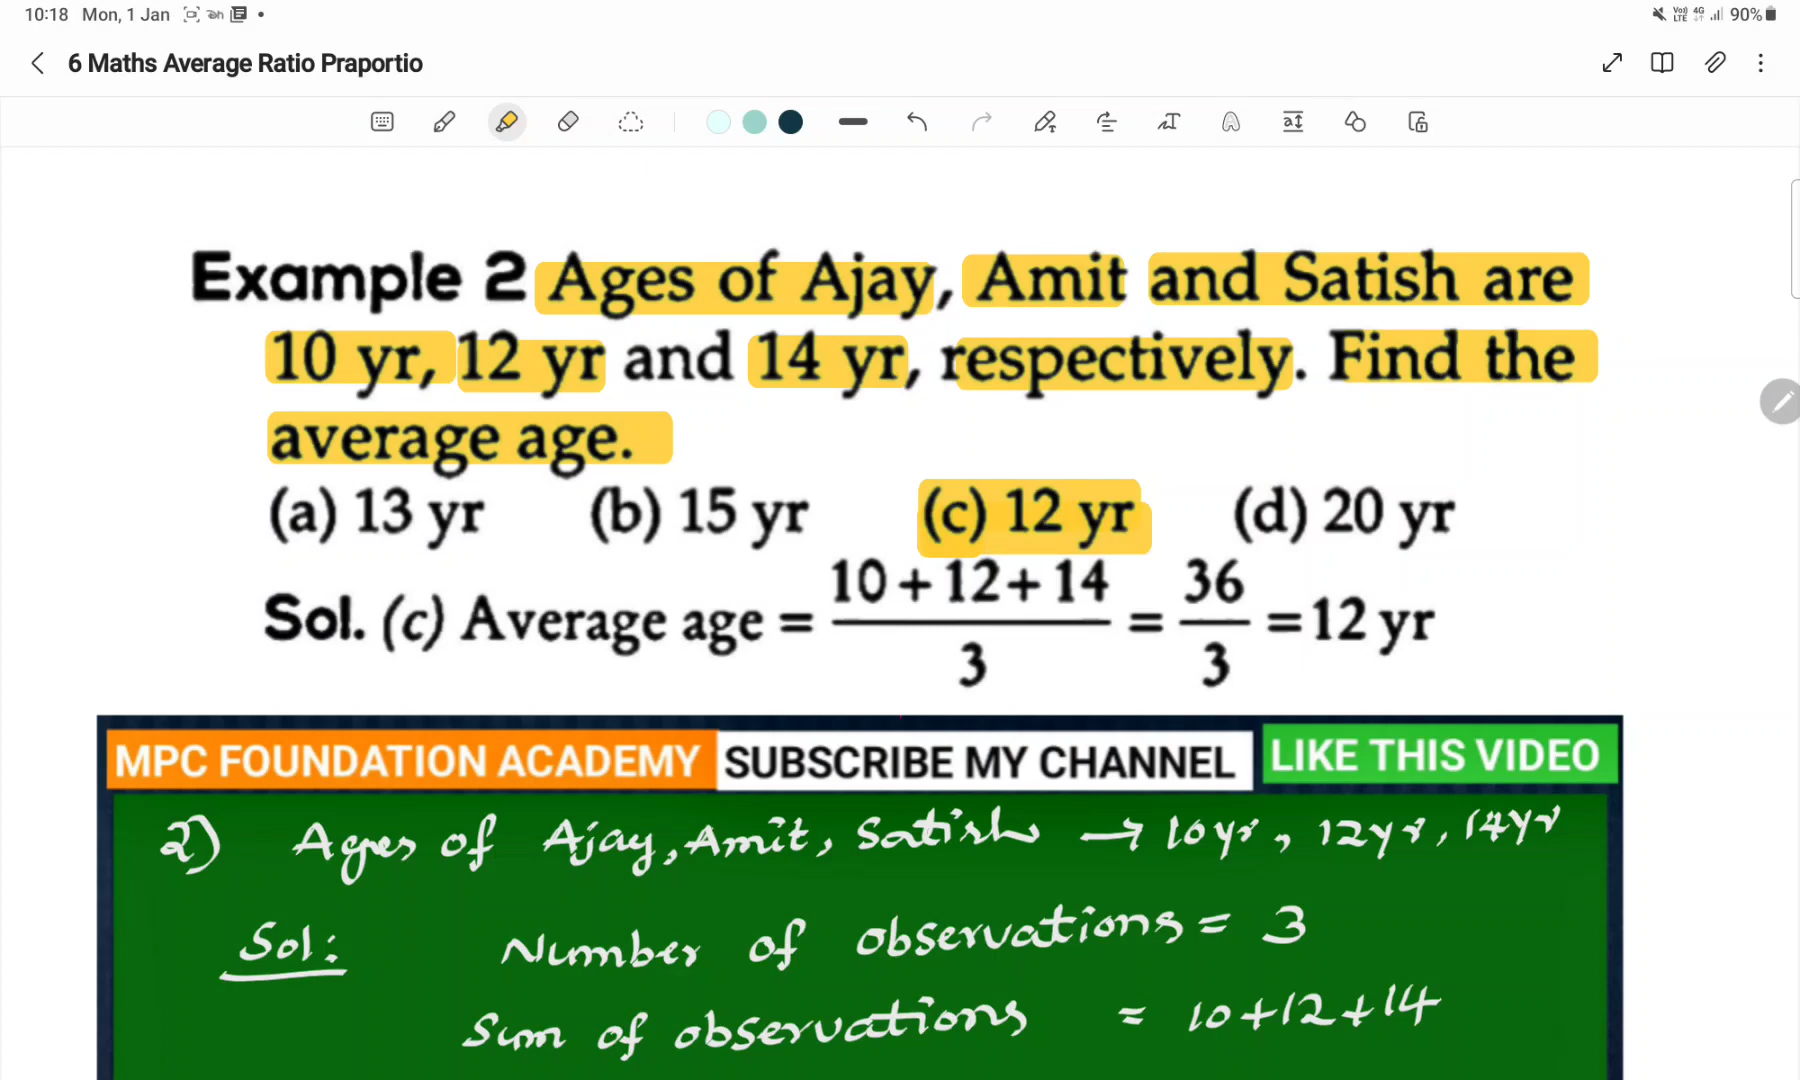 10:18 Mon, 1 Jan
VoLTE 4G 90%
6 Maths Average Ratio Praportio
Example 2 Ages of Ajay, Amit and Satish are
10 yr, 12 yr and 14 yr, respectively. Find the
average age.
(a) 13 yr (b) 15 yr (c) 12 yr (d) 20 yr
Sol. (c) Average age = (10 + 12 + 14)/3 = 36/3 = 12 yr
MPC FOUNDATION ACADEMY SUBSCRIBE MY CHANNEL LIKE THIS VIDEO
2) Ages of Ajay, Amit, Satish → 10yr, 12yr, 14yr
Sol: Number of observations = 3
Sum of observations = 10+12+14